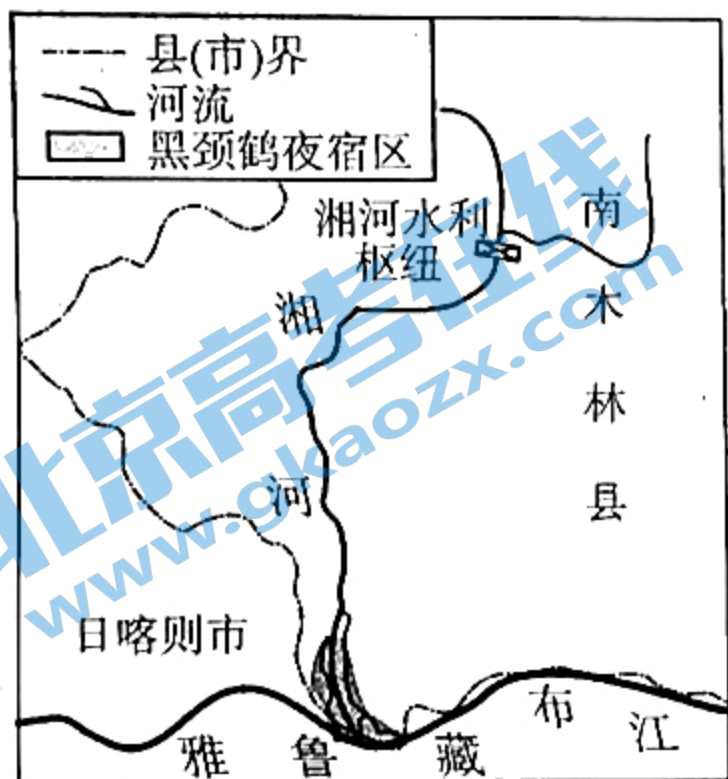 县(市)界
河流
黑颈鹤夜宿区
湘河水利
枢纽
南木林县
湘河
日喀则市
雅鲁藏布江
北京高考在线
www.gkaozx.com